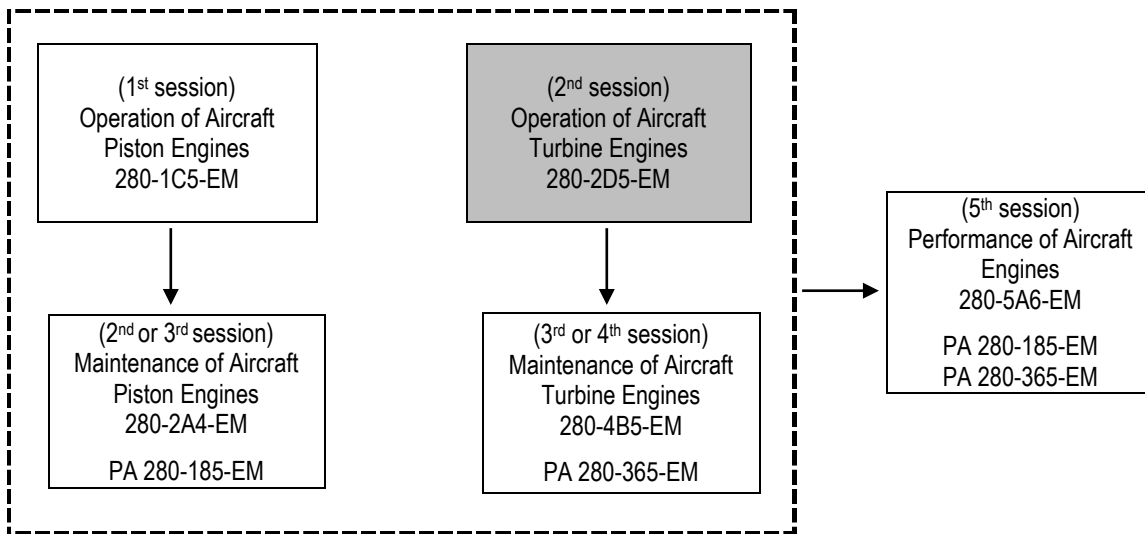 (1st session)
Operation of Aircraft
Piston Engines
280-1C5-EM
(2nd session)
Operation of Aircraft
Turbine Engines
280-2D5-EM
(2nd or 3rd session)
Maintenance of Aircraft
Piston Engines
280-2A4-EM
PA 280-185-EM
(3rd or 4th session)
Maintenance of Aircraft
Turbine Engines
280-4B5-EM
PA 280-365-EM
(5th session)
Performance of Aircraft
Engines
280-5A6-EM
PA 280-185-EM
PA 280-365-EM